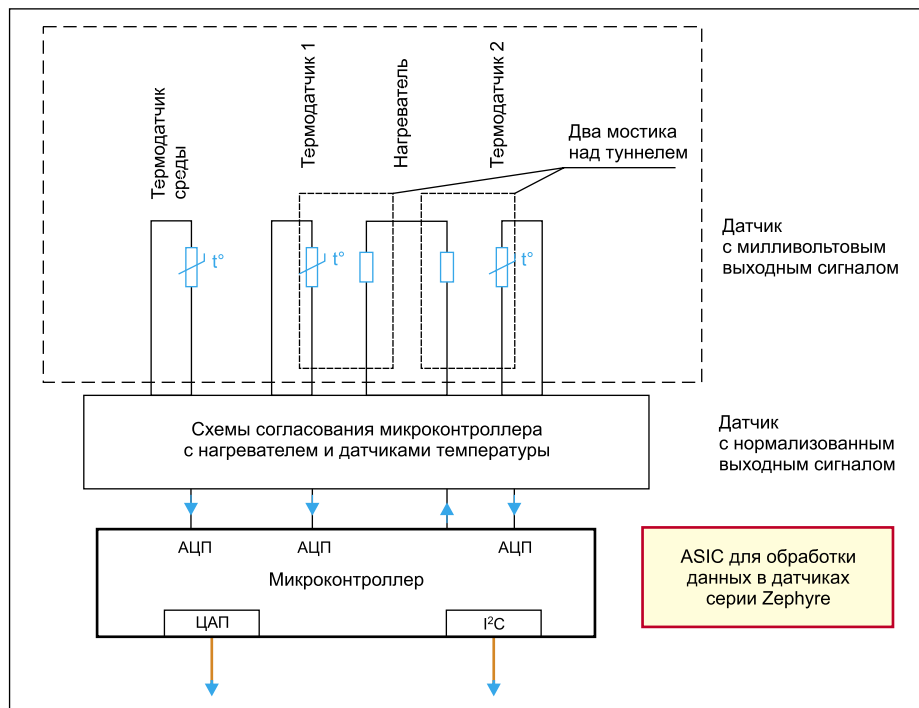 Термодатчик
среды
Термодатчик 1
Нагреватель
Термодатчик 2
Два мостика
над туннелем
t°
t°
t°
Датчик
с милливольтовым
выходным сигналом
Схемы согласования микроконтроллера
с нагревателем и датчиками температуры
Датчик
с нормализованным
выходным сигналом
АЦП
АЦП
АЦП
Микроконтроллер
ЦАП
I²C
ASIC для обработки
данных в датчиках
серии Zephyre